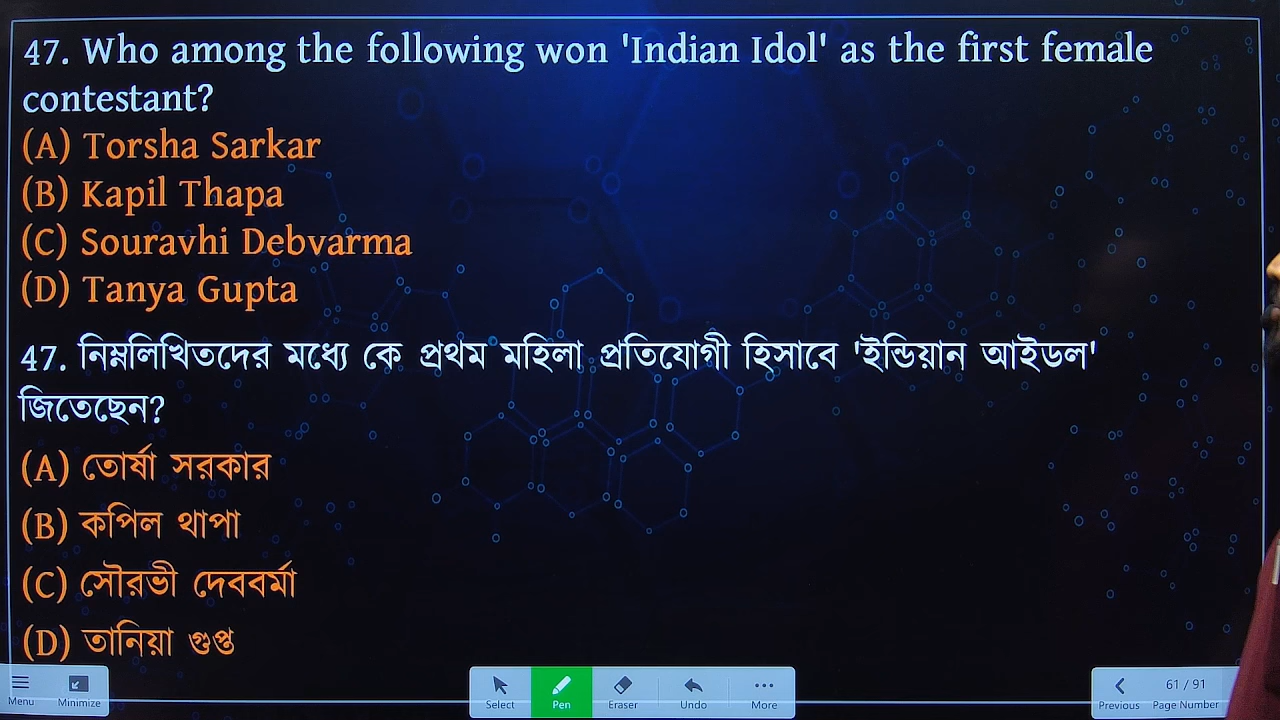 47. Who among the following won 'Indian Idol' as the first female
contestant?
(A) Torsha Sarkar
(B) Kapil Thapa
(C) Souravhi Debvarma
(D) Tanya Gupta
47. নিম্নলিখিতদের মধ্যে কে প্রথম মহিলা প্রতিযোগী হিসাবে 'ইন্ডিয়ান আইডল'
জিতেছেন?
(A) তোর্ষা সরকার
(B) কপিল থাপা
(C) সৌরভী দেববর্মা
(D) তানিয়া গুপ্ত
Menu Minimize Select Pen Eraser Undo More Previous 61 / 91 Page Number